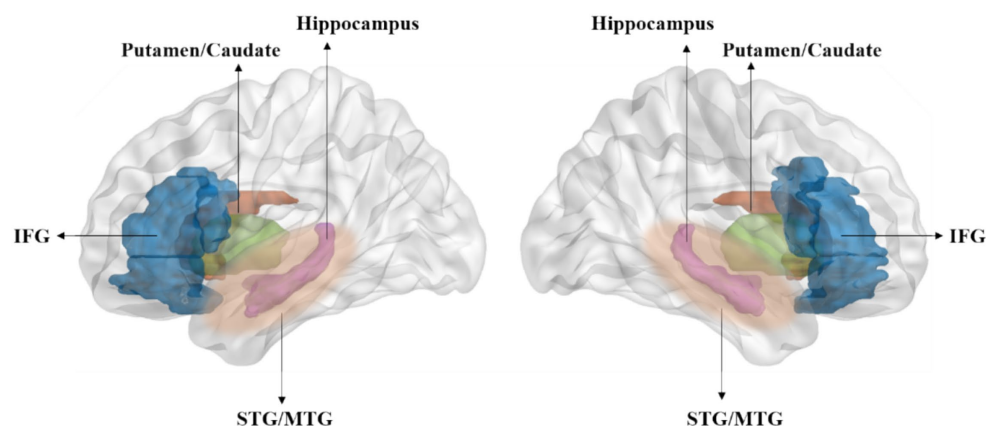 Hippocampus
Hippocampus
Putamen/Caudate
Putamen/Caudate
IFG
IFG
STG/MTG
STG/MTG